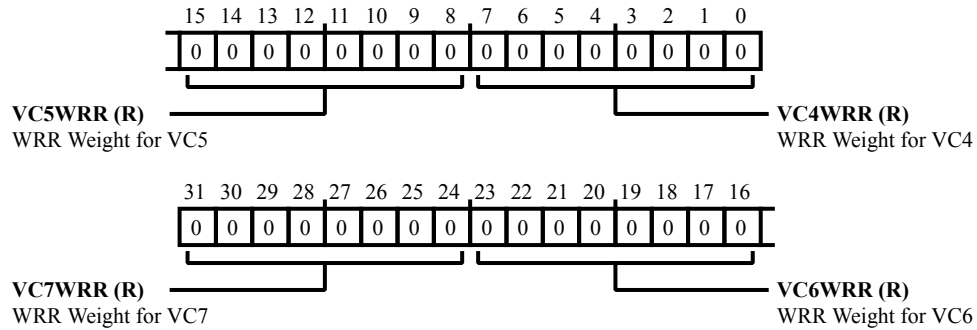 15 14 13 12 11 10 9 8 7 6 5 4 3 2 1 0
0 0 0 0 0 0 0 0 0 0 0 0 0 0 0 0
VC5WRR (R)
WRR Weight for VC5
VC4WRR (R)
WRR Weight for VC4
31 30 29 28 27 26 25 24 23 22 21 20 19 18 17 16
0 0 0 0 0 0 0 0 0 0 0 0 0 0 0 0
VC7WRR (R)
WRR Weight for VC7
VC6WRR (R)
WRR Weight for VC6